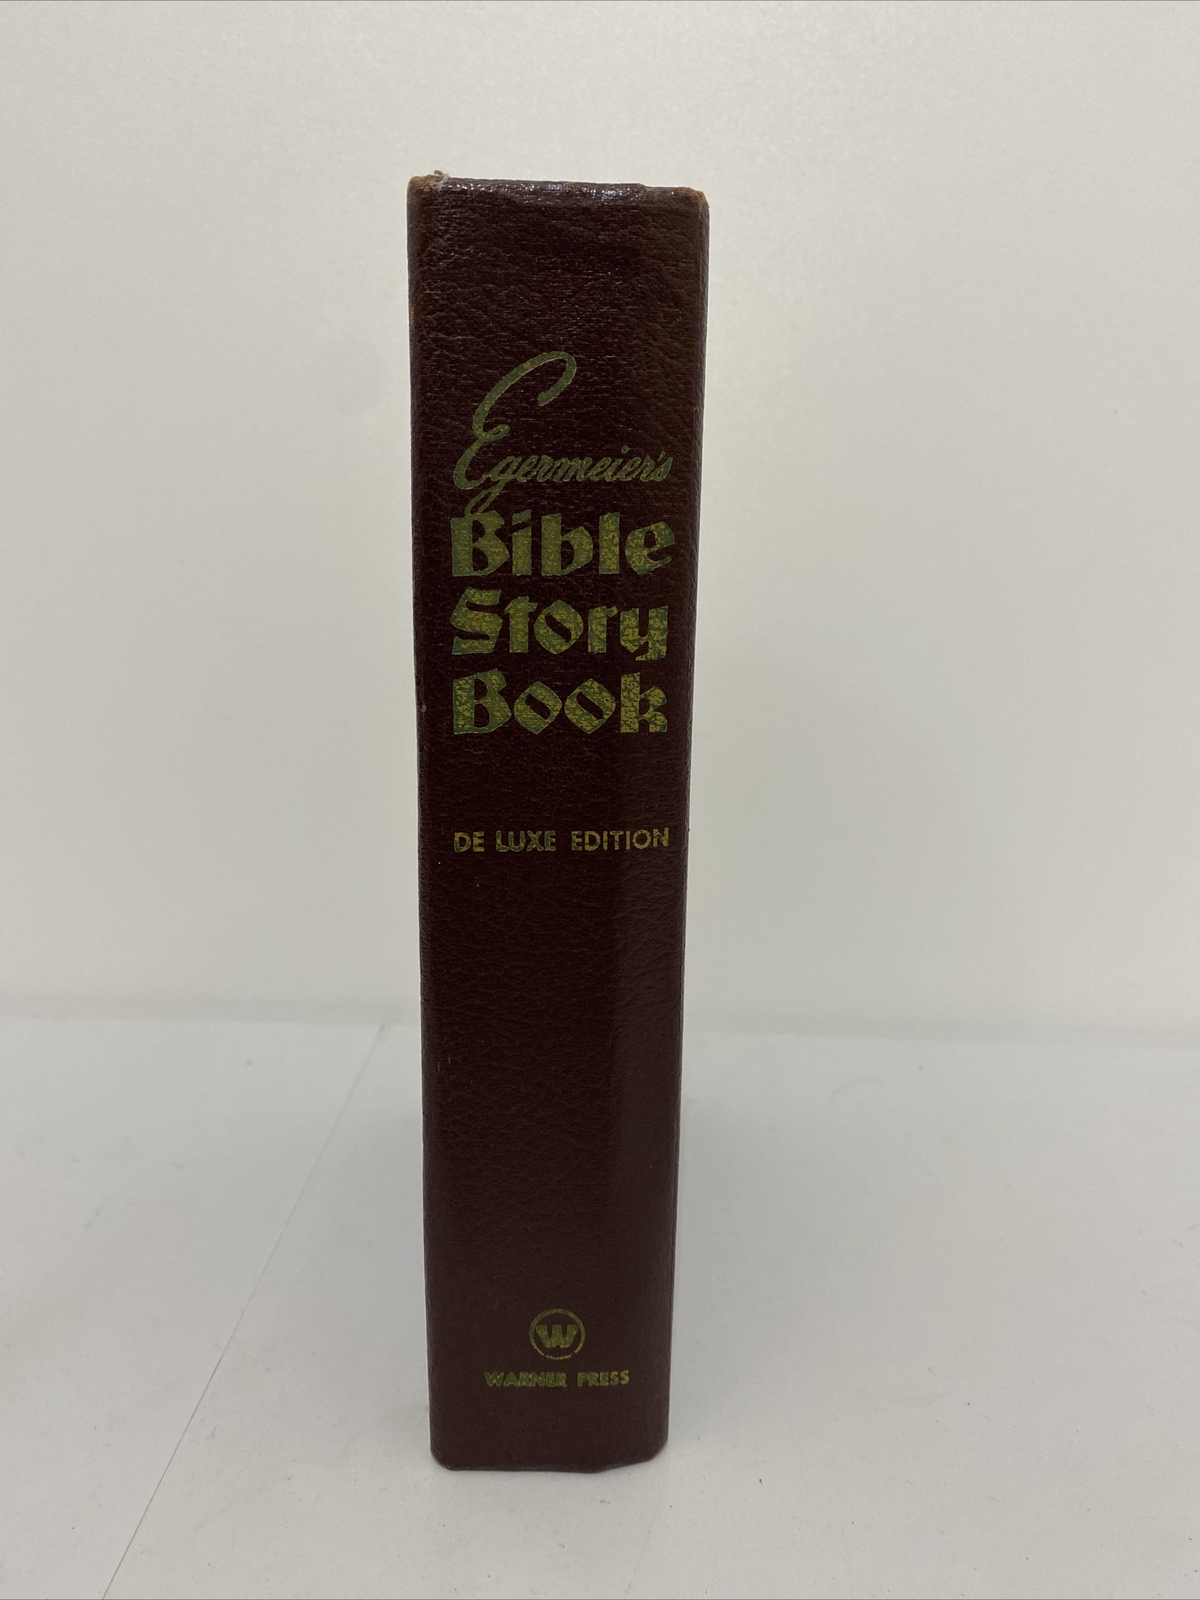 Egermeier's
Bible
Story
Book
DE LUXE EDITION
W
WARNER PRESS